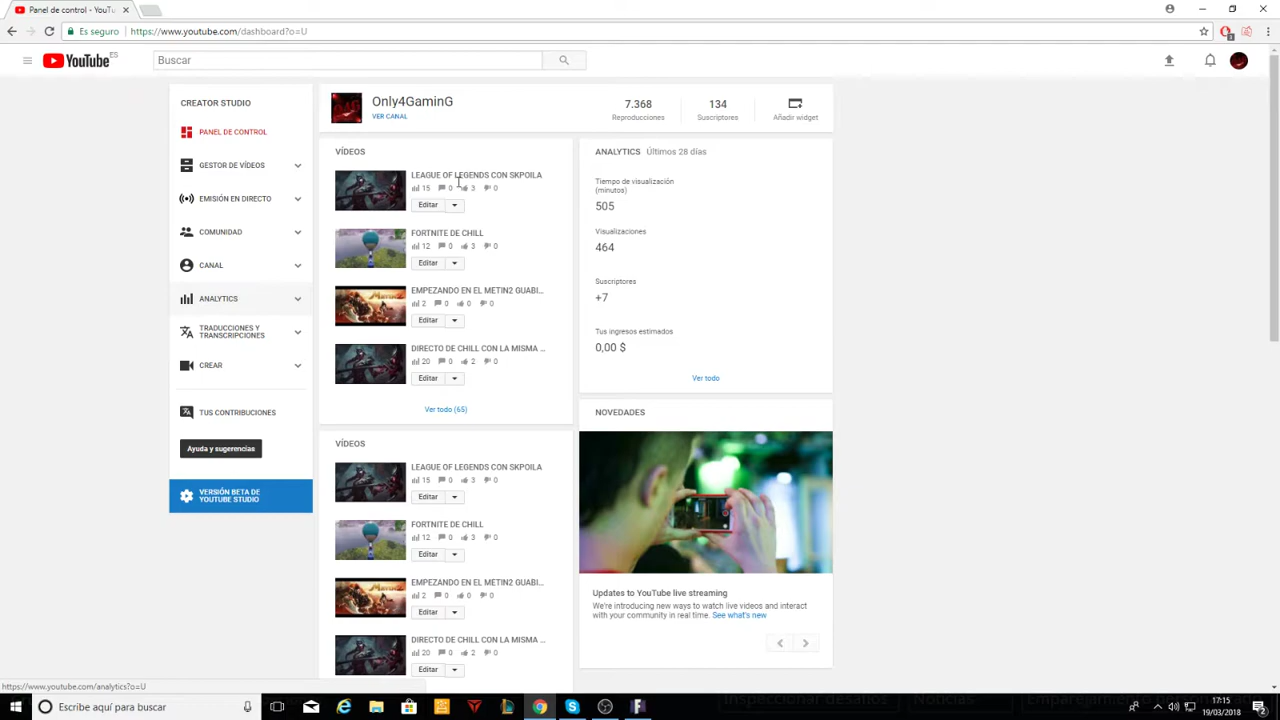 Panel de control - YouTub
Es seguro
https://www.youtube.com/dashboard?o=U
YouTube ES
Buscar
CREATOR STUDIO
PANEL DE CONTROL
GESTOR DE VÍDEOS
EMISIÓN EN DIRECTO
COMUNIDAD
CANAL
ANALYTICS
TRADUCCIONES Y
TRANSCRIPCIONES
CREAR
TUS CONTRIBUCIONES
Ayuda y sugerencias
VERSIÓN BETA DE
YOUTUBE STUDIO
Only4GaminG
VER CANAL
7.368
Reproducciones
134
Suscriptores
Añadir widget
VÍDEOS
LEAGUE OF LEGENDS CON SKPOILA
15 0 3 0
Editar
FORTNITE DE CHILL
12 0 3 0
Editar
EMPEZANDO EN EL METIN2 GUABI...
2 0 0 0
Editar
DIRECTO DE CHILL CON LA MISMA ...
20 0 2 0
Editar
Ver todo (65)
VÍDEOS
LEAGUE OF LEGENDS CON SKPOILA
15 0 3 0
Editar
FORTNITE DE CHILL
12 0 3 0
Editar
EMPEZANDO EN EL METIN2 GUABI...
2 0 0 0
Editar
DIRECTO DE CHILL CON LA MISMA ...
20 0 2 0
Editar
ANALYTICS Últimos 28 días
Tiempo de visualización
(minutos)
505
Visualizaciones
464
Suscriptores
+7
Tus ingresos estimados
0,00 $
Ver todo
NOVEDADES
Updates to YouTube live streaming
We're introducing new ways to watch live videos and interact
with your community in real time. See what's new
https://www.youtube.com/analytics?o=U
Inspeccionar desafíos
Noticias
Escribe aquí para buscar
17:15
19/03/2018